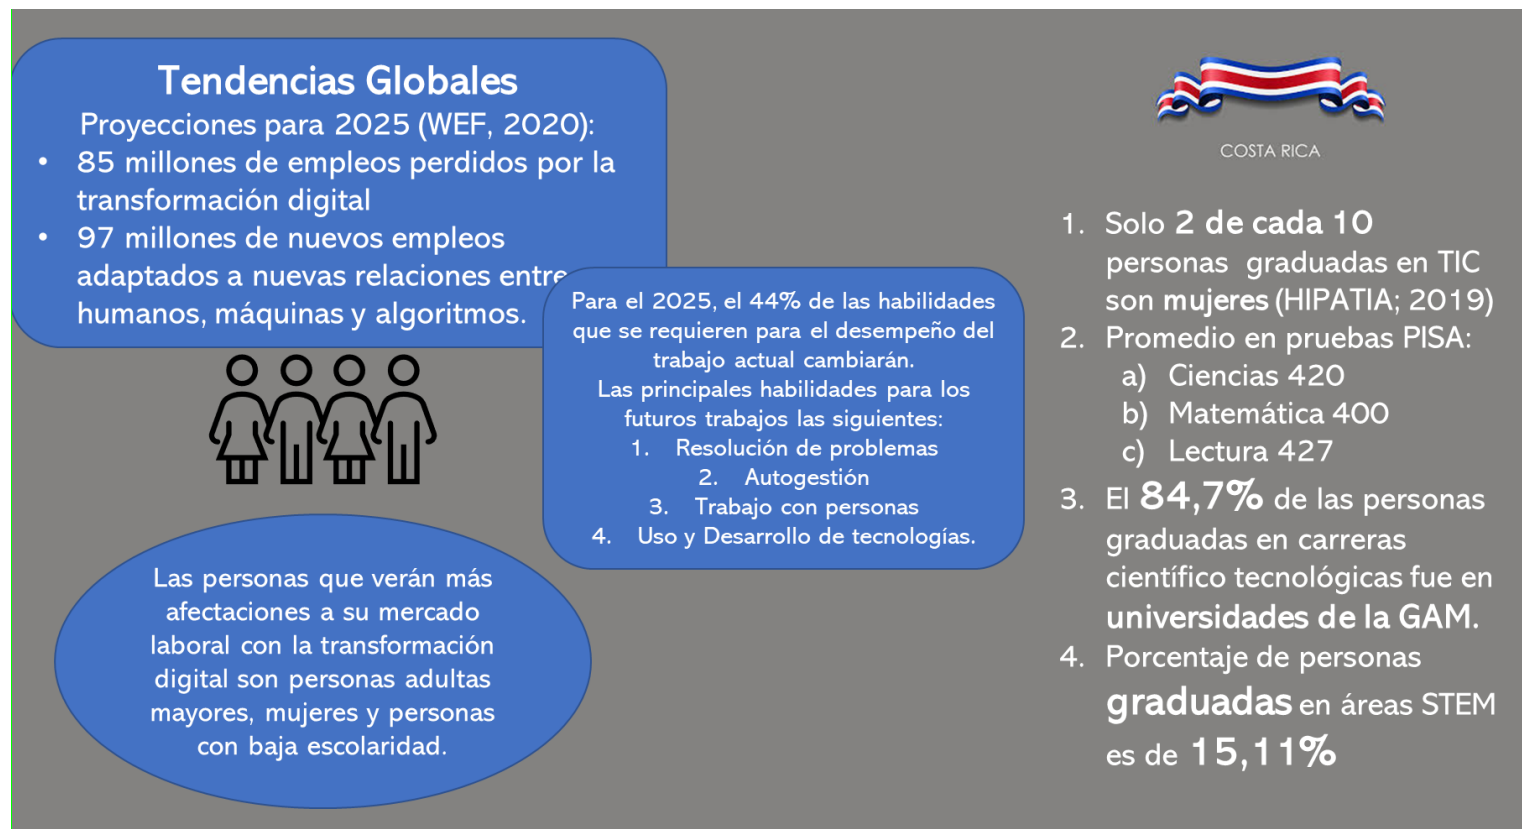 Tendencias Globales
Proyecciones para 2025 (WEF, 2020):
• 85 millones de empleos perdidos por la
transformación digital
• 97 millones de nuevos empleos
adaptados a nuevas relaciones entre
humanos, máquinas y algoritmos.
Para el 2025, el 44% de las habilidades
que se requieren para el desempeño del
trabajo actual cambiarán.
Las principales habilidades para los
futuros trabajos las siguientes:
1. Resolución de problemas
2. Autogestión
3. Trabajo con personas
4. Uso y Desarrollo de tecnologías.
Las personas que verán más
afectaciones a su mercado
laboral con la transformación
digital son personas adultas
mayores, mujeres y personas
con baja escolaridad.
COSTA RICA
1. Solo 2 de cada 10
personas graduadas en TIC
son mujeres (HIPATIA; 2019)
2. Promedio en pruebas PISA:
a) Ciencias 420
b) Matemática 400
c) Lectura 427
3. El 84,7% de las personas
graduadas en carreras
científico tecnológicas fue en
universidades de la GAM.
4. Porcentaje de personas
graduadas en áreas STEM
es de 15,11%